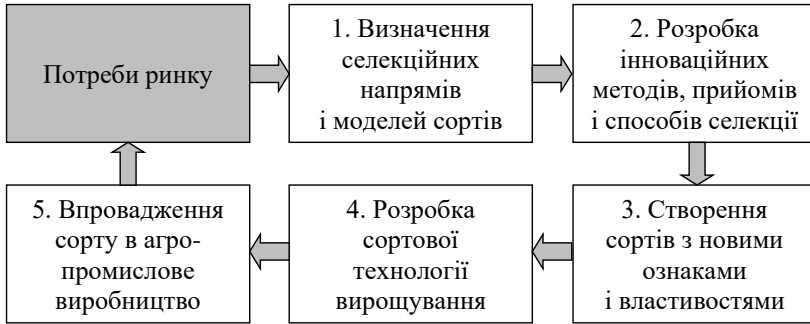 Потреби ринку
1. Визначення
селекційних
напрямів
і моделей сортів
2. Розробка
інноваційних
методів, прийомів
і способів селекції
3. Створення
сортів з новими
ознаками
і властивостями
4. Розробка
сортової
технології
вирощування
5. Впровадження
сорту в агро-
промислове
виробництво